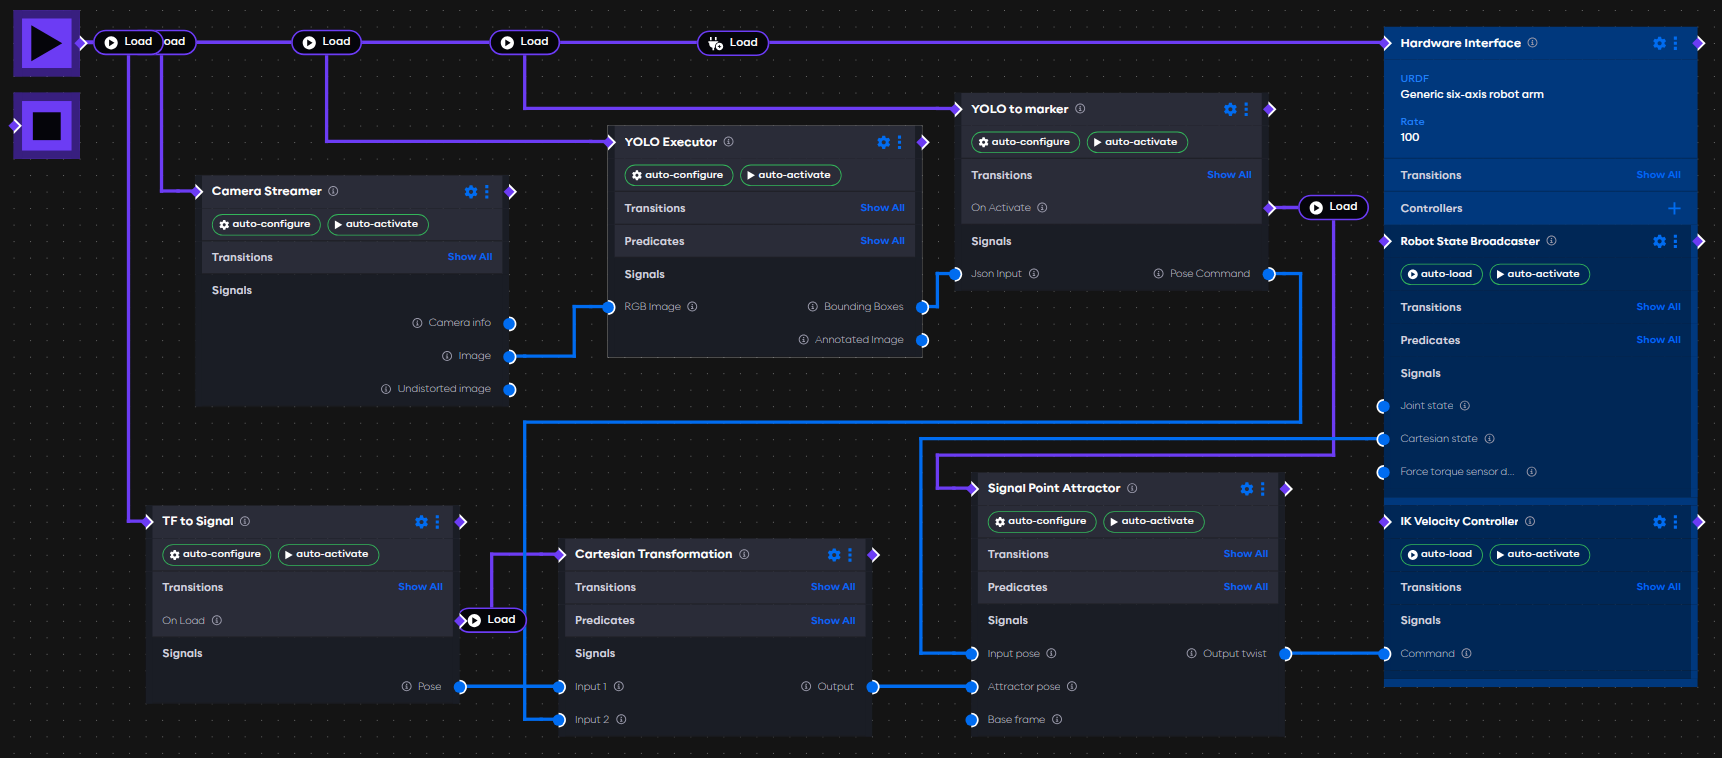 Load
oad
Load
Load
Load
Hardware Interface
URDF
Generic six-axis robot arm
Rate
100
Transitions Show All
Controllers
Robot State Broadcaster
auto-load auto-activate
Transitions Show All
Predicates Show All
Signals
Joint state
Cartesian state
Force torque sensor d...
IK Velocity Controller
auto-load auto-activate
Transitions Show All
Signals
Command
YOLO to marker
auto-configure auto-activate
Transitions Show All
On Activate
Load
Signals
Json Input Pose Command
YOLO Executor
auto-configure auto-activate
Transitions Show All
Predicates Show All
Signals
RGB Image Bounding Boxes
Annotated Image
Camera Streamer
auto-configure auto-activate
Transitions Show All
Signals
Camera info
Image
Undistorted image
TF to Signal
auto-configure auto-activate
Transitions Show All
On Load
Load
Signals
Pose
Cartesian Transformation
Transitions Show All
Predicates Show All
Signals
Input 1 Output
Input 2
Signal Point Attractor
auto-configure auto-activate
Transitions Show All
Predicates Show All
Signals
Input pose Output twist
Attractor pose
Base frame